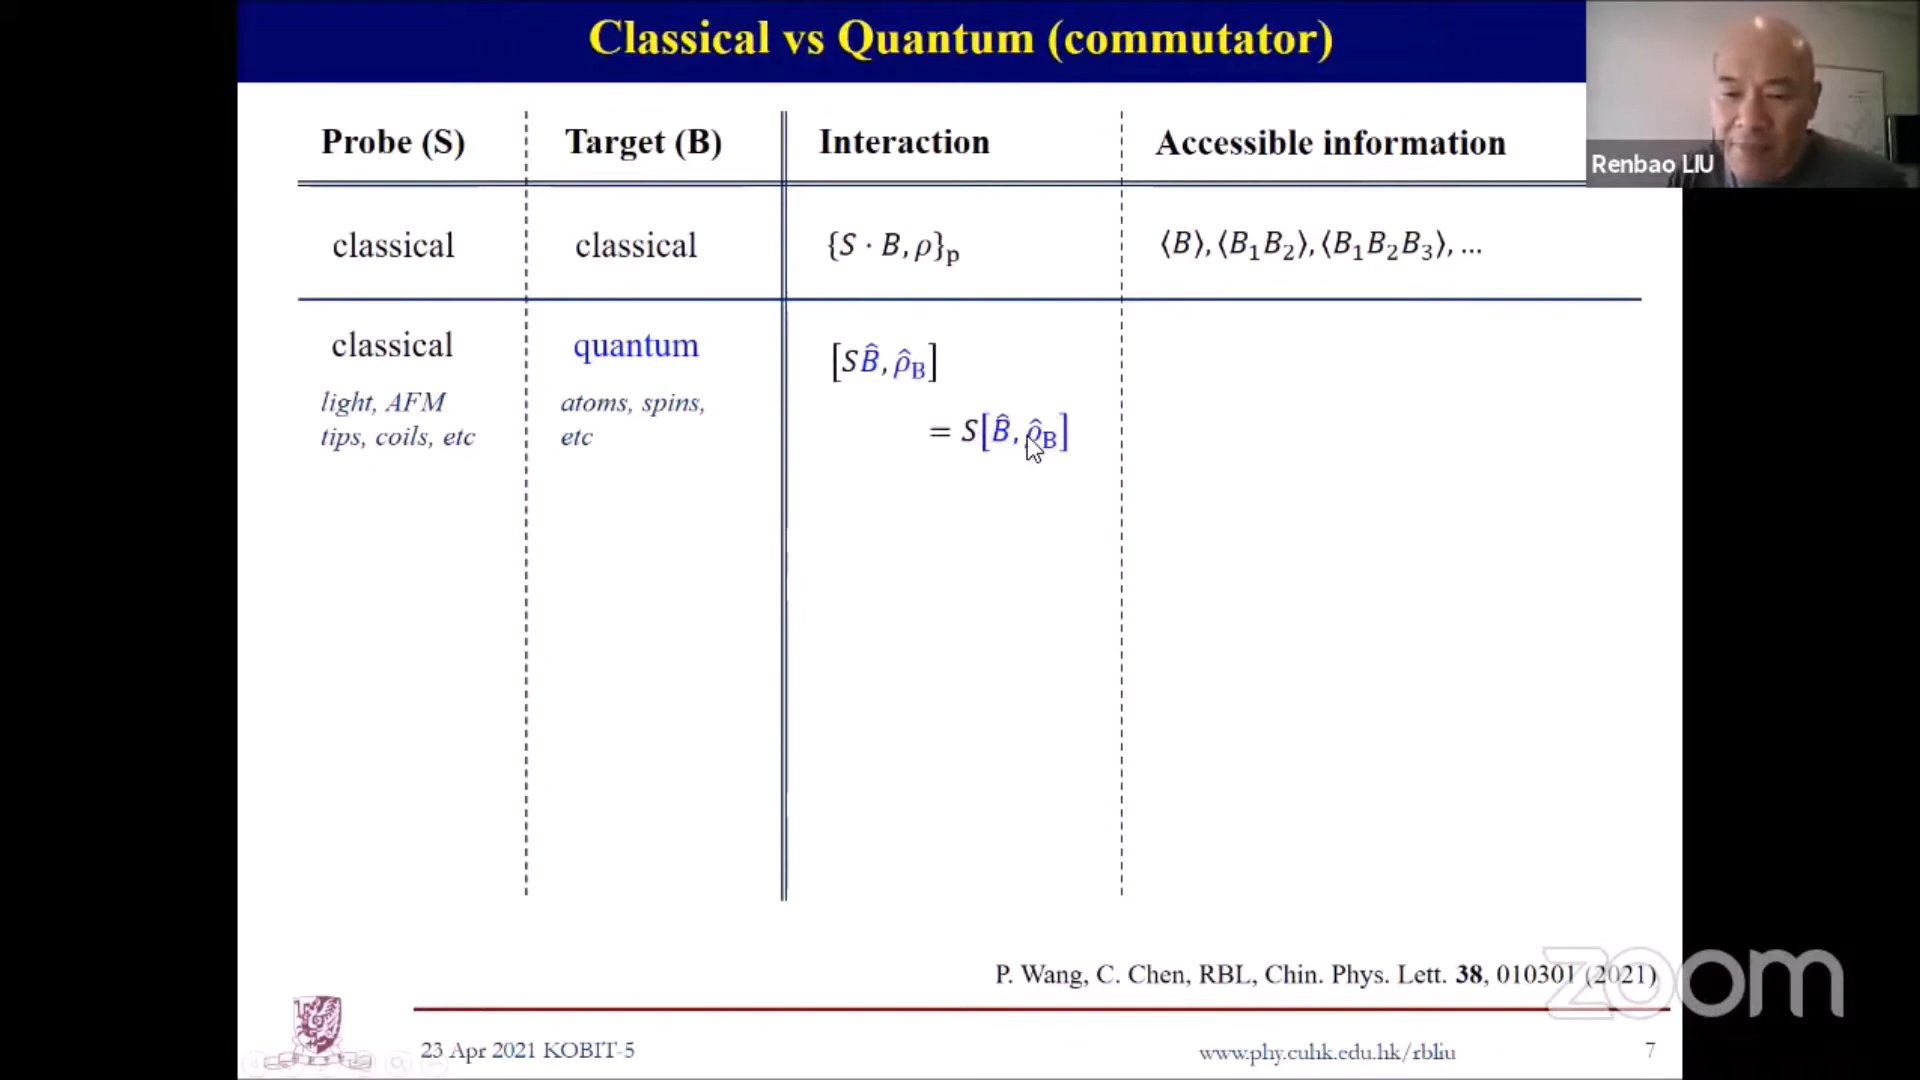 Classical vs Quantum (commutator)
Renbao LIU
Probe (S) Target (B) Interaction Accessible information
classical classical {S · B, ρ}ₚ ⟨B⟩, ⟨B₁B₂⟩, ⟨B₁B₂B₃⟩, ...
classical quantum [SB̂, ρ̂_B]
light, AFM atoms, spins,
= S[B̂, ρ̂_B]
tips, coils, etc etc
P. Wang, C. Chen, RBL, Chin. Phys. Lett. 38, 010301 (2021)
zoom
23 Apr 2021 KOBIT-5 www.phy.cuhk.edu.hk/rbliu 7